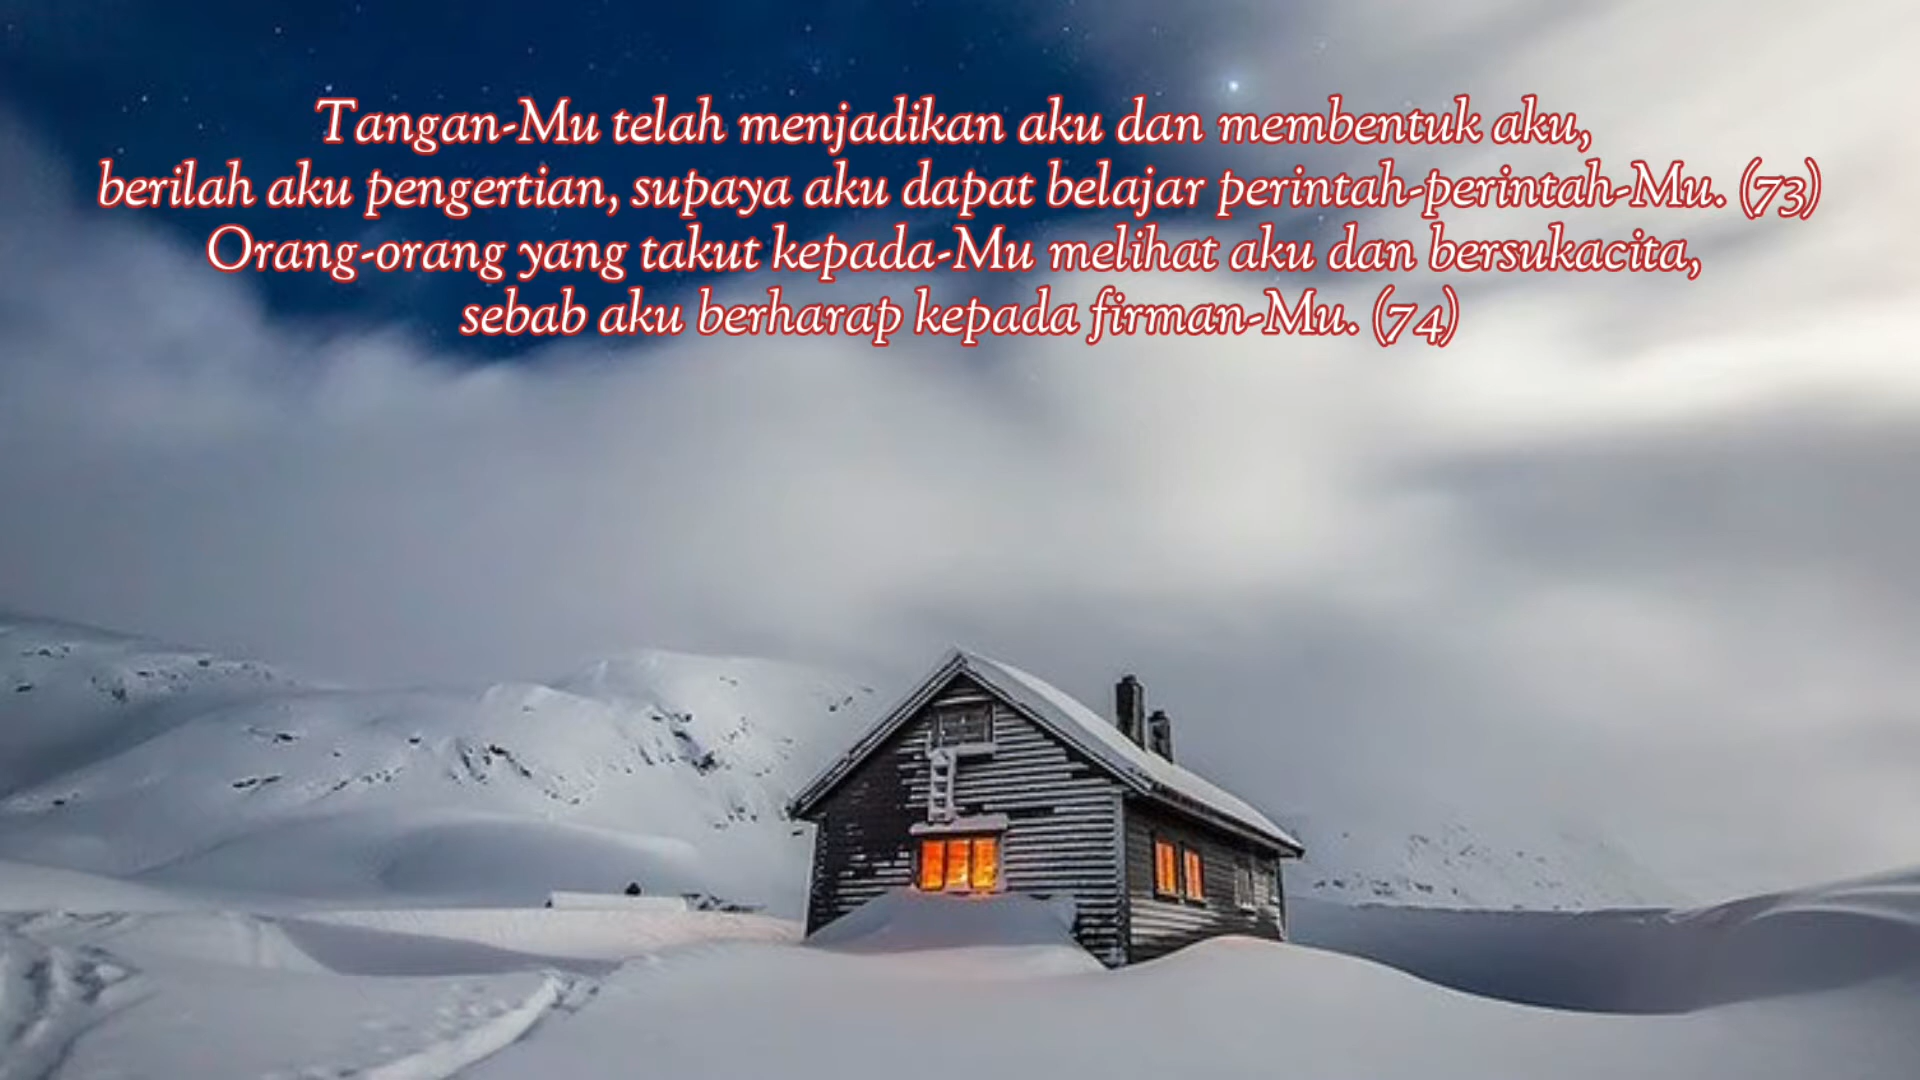 Tangan-Mu telah menjadikan aku dan membentuk aku,
berilah aku pengertian, supaya aku dapat belajar perintah-perintah-Mu. (73)
Orang-orang yang takut kepada-Mu melihat aku dan bersukacita,
sebab aku berharap kepada firman-Mu. (74)